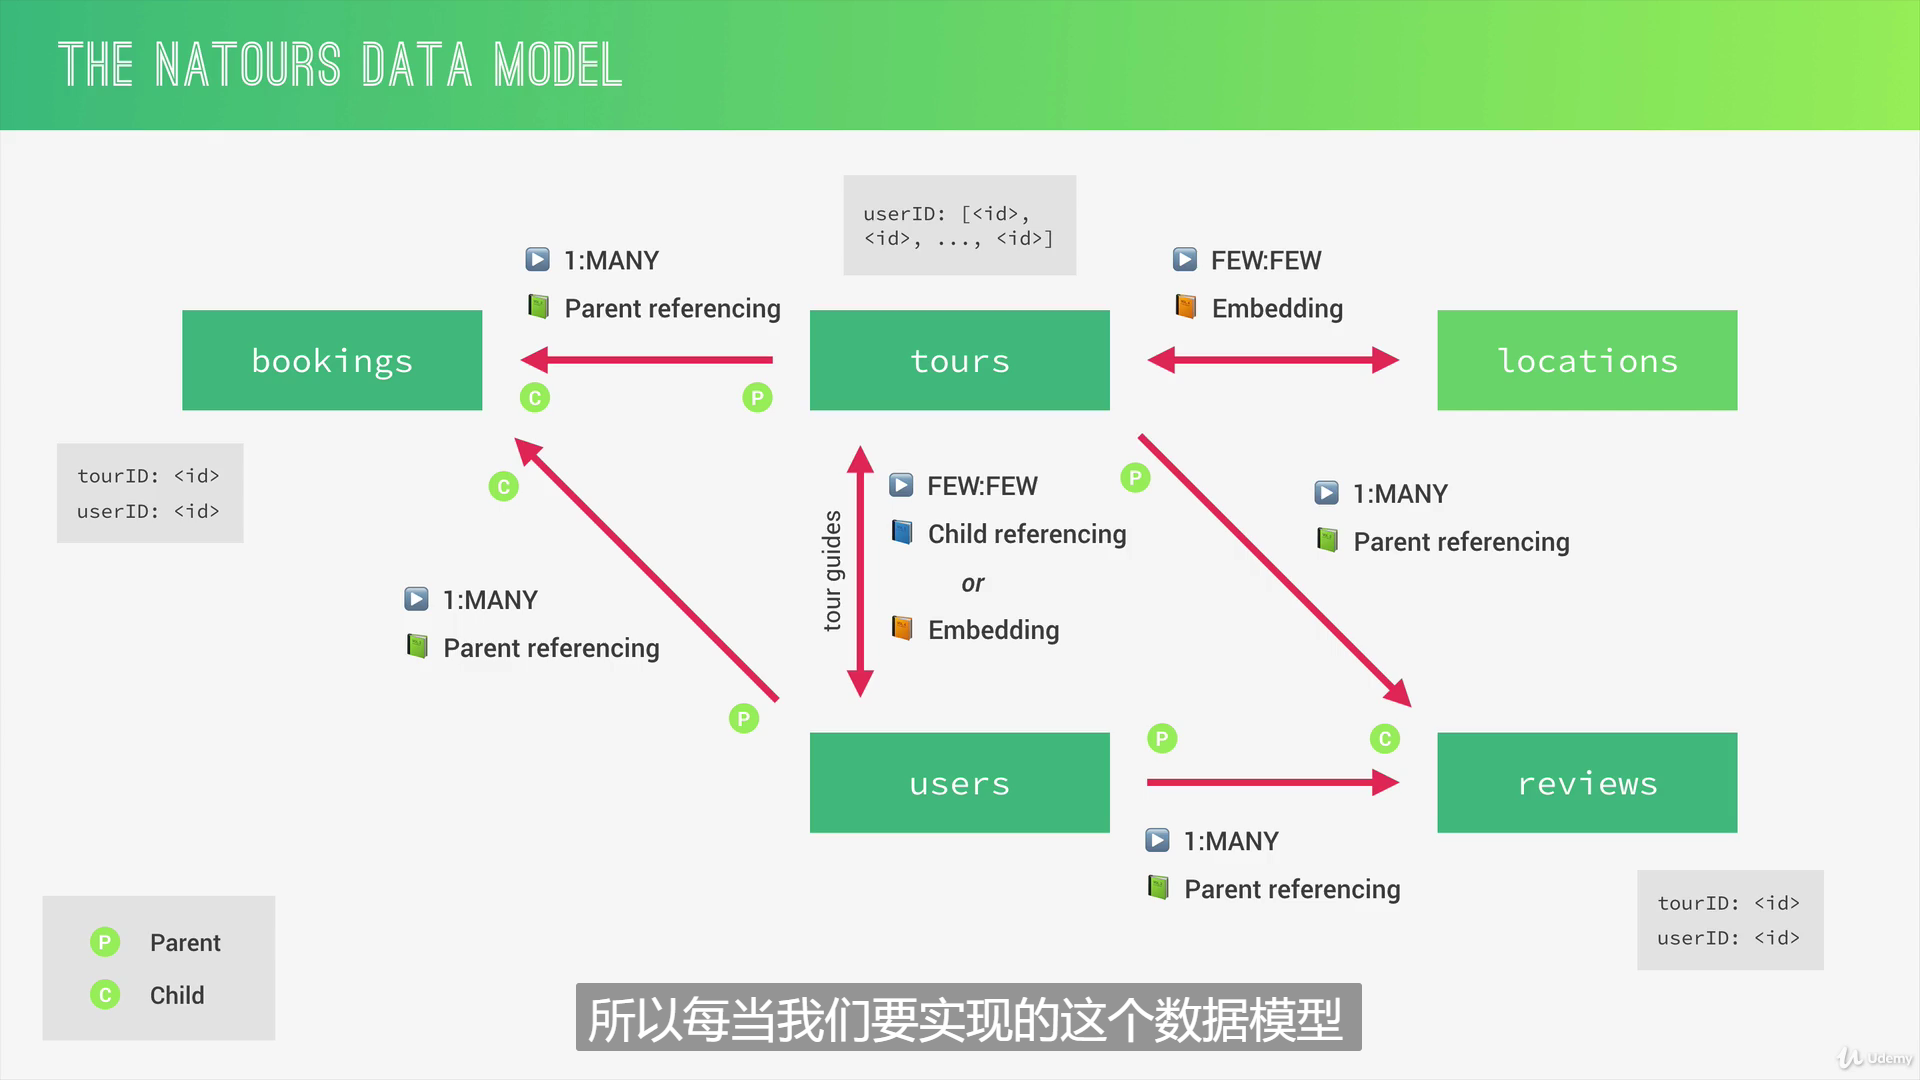 THE NATOURS DATA MODEL
userID: [<id>,
<id>, ..., <id>]
1:MANY
Parent referencing
FEW:FEW
Embedding
bookings
tours
locations
C
P
tourID: <id>
userID: <id>
C
1:MANY
Parent referencing
P
tour guides
FEW:FEW
Child referencing
or
Embedding
P
1:MANY
Parent referencing
users
P
C
reviews
1:MANY
Parent referencing
tourID: <id>
userID: <id>
P Parent
C Child
所以每当我们要实现的这个数据模型
Udemy